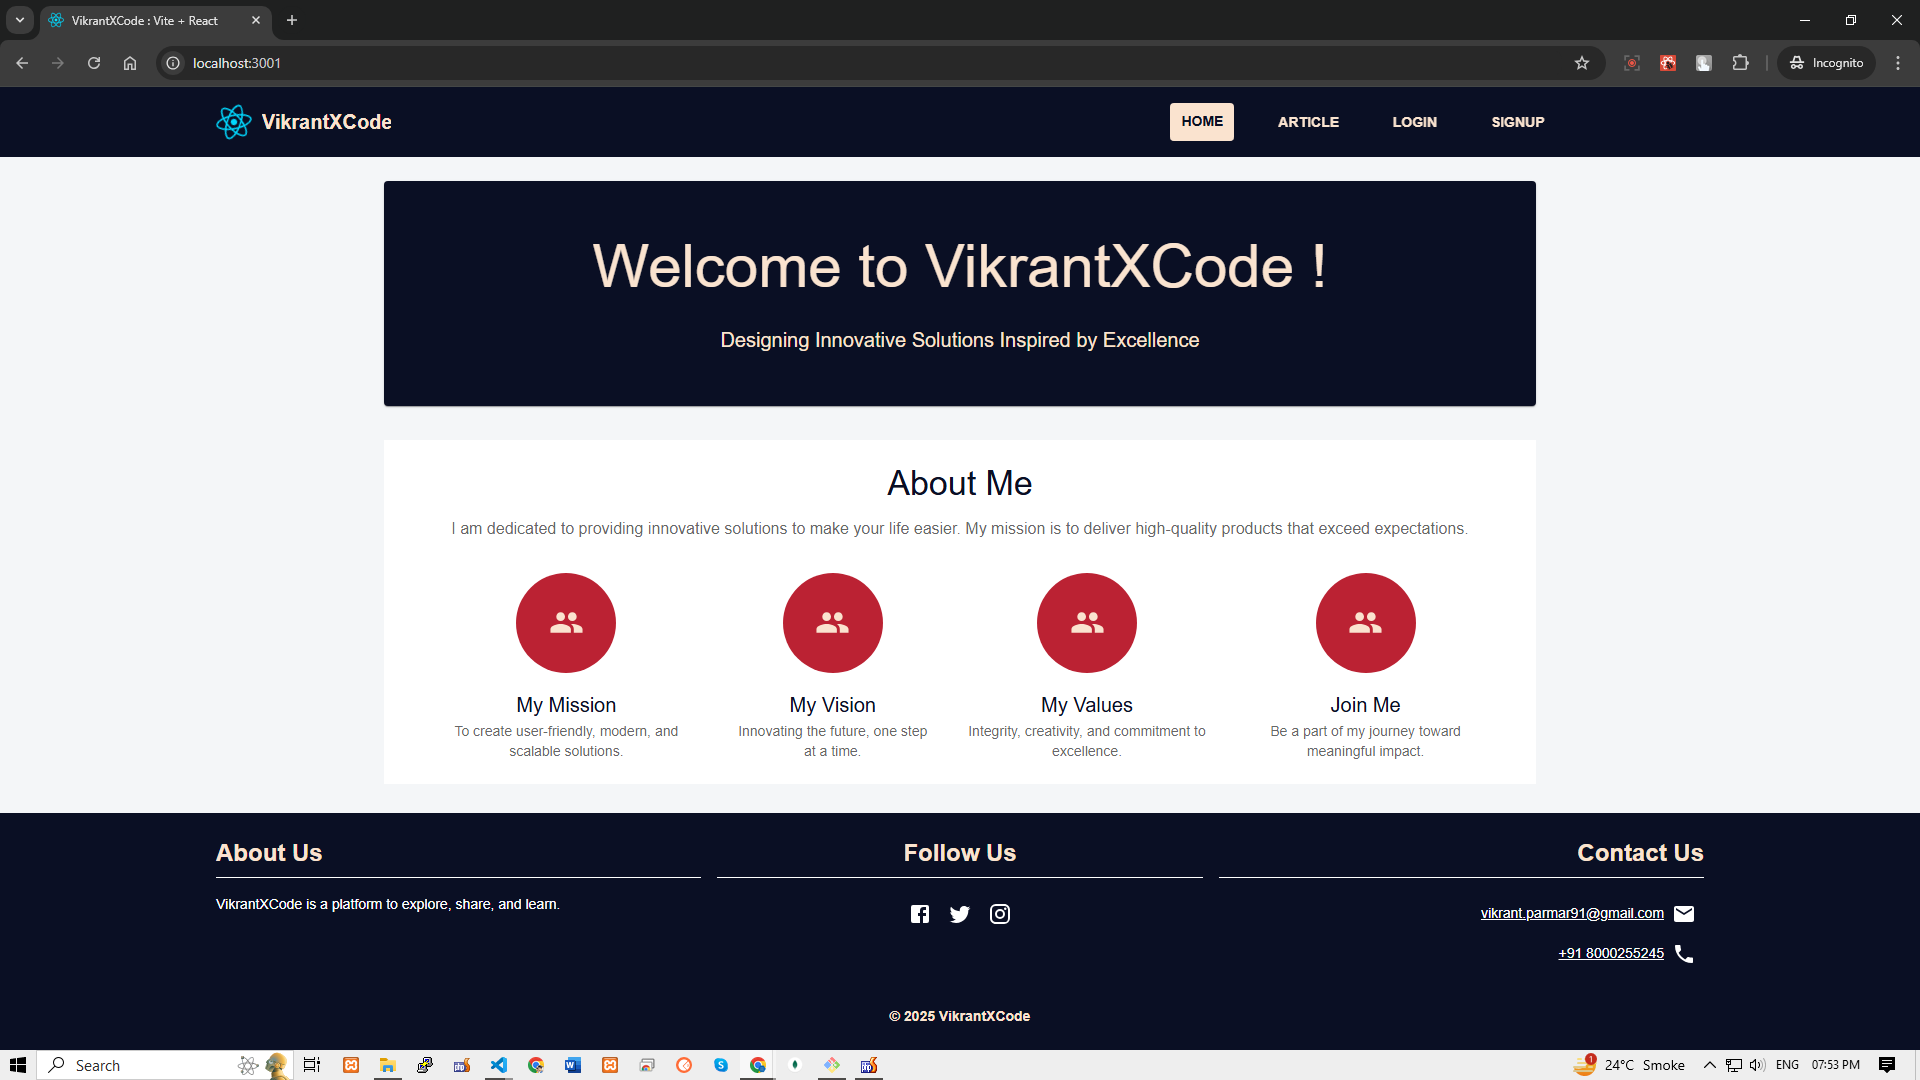 VikrantXCode : Vite + React
localhost:3001
Incognito
VikrantXCode
HOME
ARTICLE
LOGIN
SIGNUP
Welcome to VikrantXCode !
Designing Innovative Solutions Inspired by Excellence
About Me
I am dedicated to providing innovative solutions to make your life easier. My mission is to deliver high-quality products that exceed expectations.
My Mission
To create user-friendly, modern, and
scalable solutions.
My Vision
Innovating the future, one step
at a time.
My Values
Integrity, creativity, and commitment to
excellence.
Join Me
Be a part of my journey toward
meaningful impact.
About Us
VikrantXCode is a platform to explore, share, and learn.
Follow Us
Contact Us
vikrant.parmar91@gmail.com
+91 8000255245
© 2025 VikrantXCode
Search
1
24°C Smoke
ENG
07:53 PM